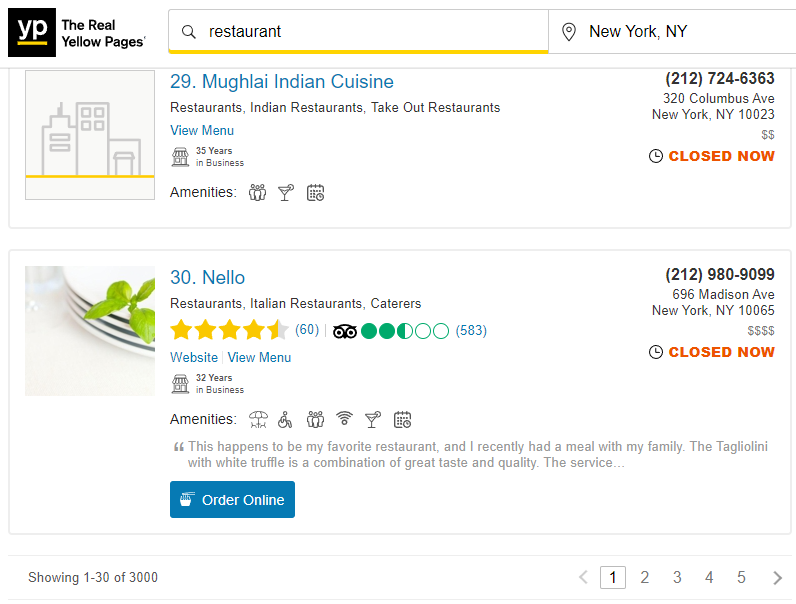 yp The Real Yellow Pages
restaurant
New York, NY
29. Mughlai Indian Cuisine
(212) 724-6363
Restaurants, Indian Restaurants, Take Out Restaurants
320 Columbus Ave
New York, NY 10023
View Menu
$$
35 Years
in Business
CLOSED NOW
Amenities:
30. Nello
(212) 980-9099
Restaurants, Italian Restaurants, Caterers
696 Madison Ave
New York, NY 10065
(60) (583)
$$$$
Website View Menu
CLOSED NOW
32 Years
in Business
Amenities:
“ This happens to be my favorite restaurant, and I recently had a meal with my family. The Tagliolini
with white truffle is a combination of great taste and quality. The service…
Order Online
Showing 1-30 of 3000
1 2 3 4 5